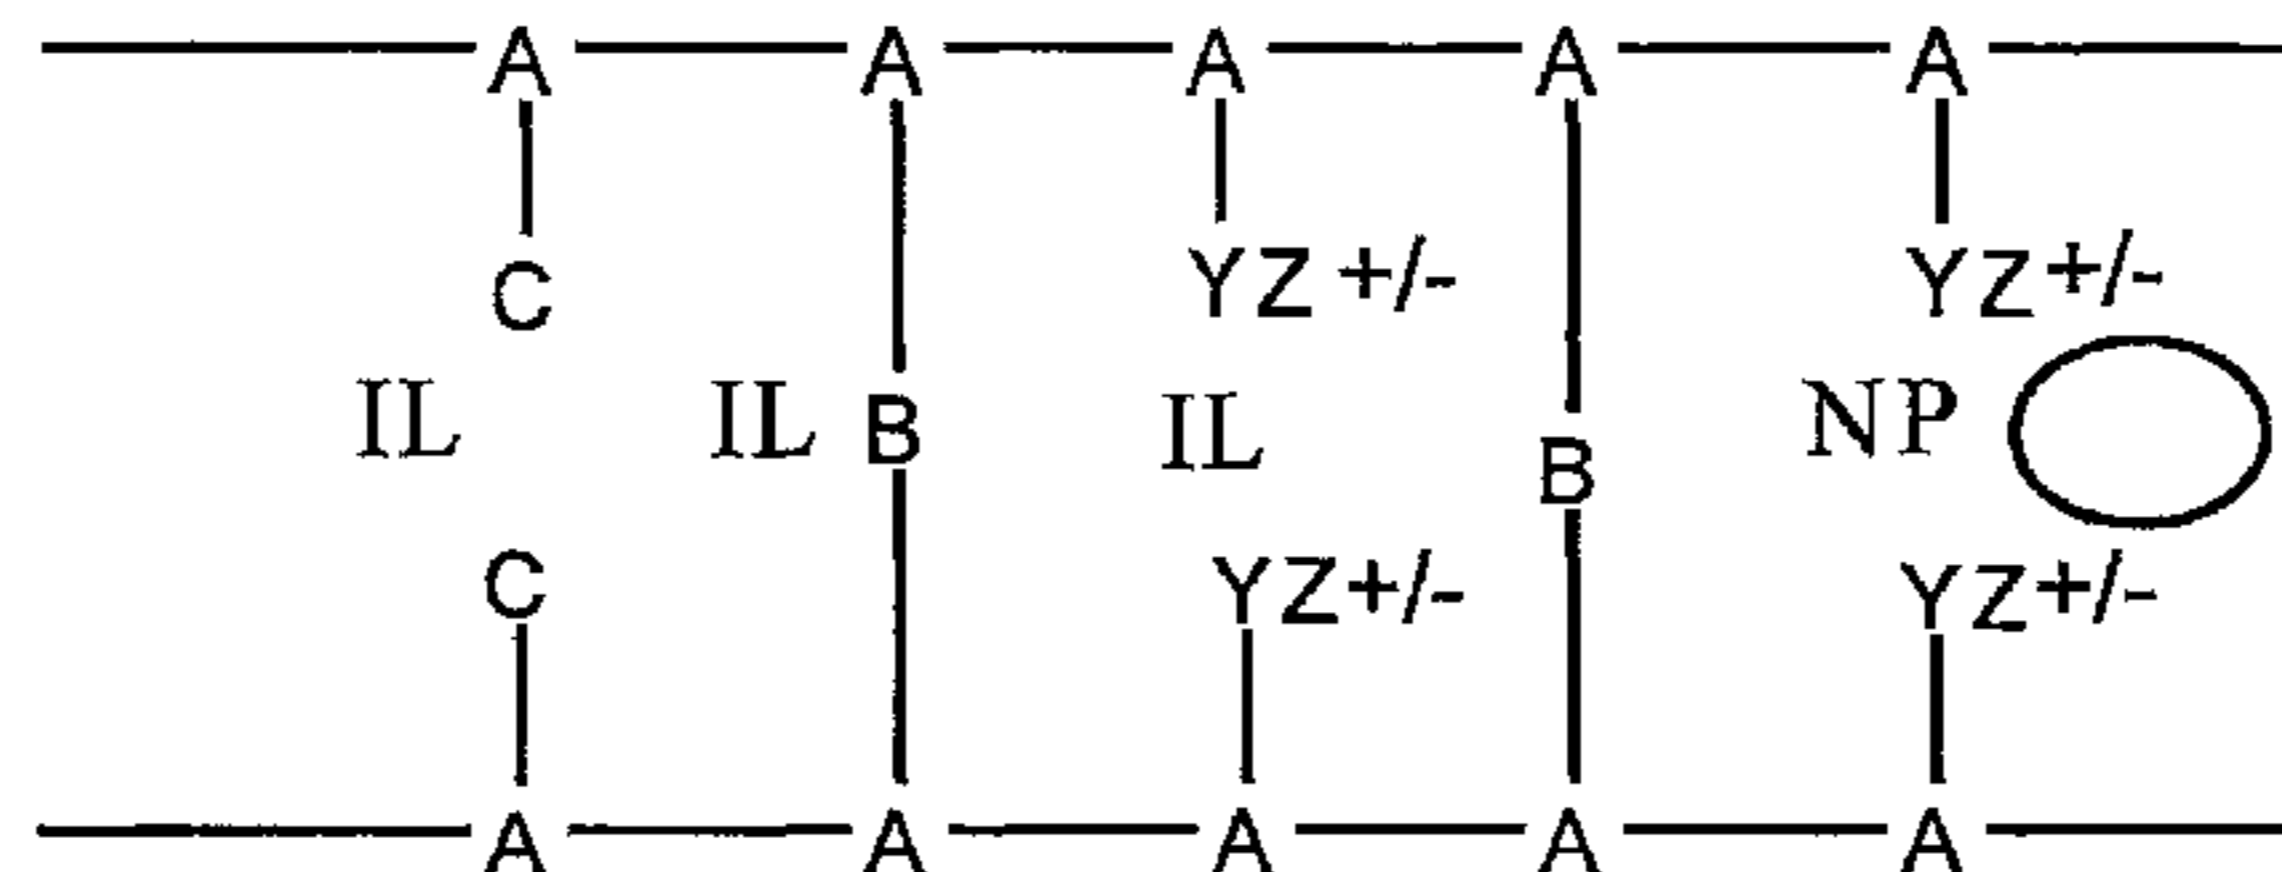 A A A A A
C YZ +/- YZ+/-
IL IL B IL B NP
C YZ+/- YZ+/-
A A A A A